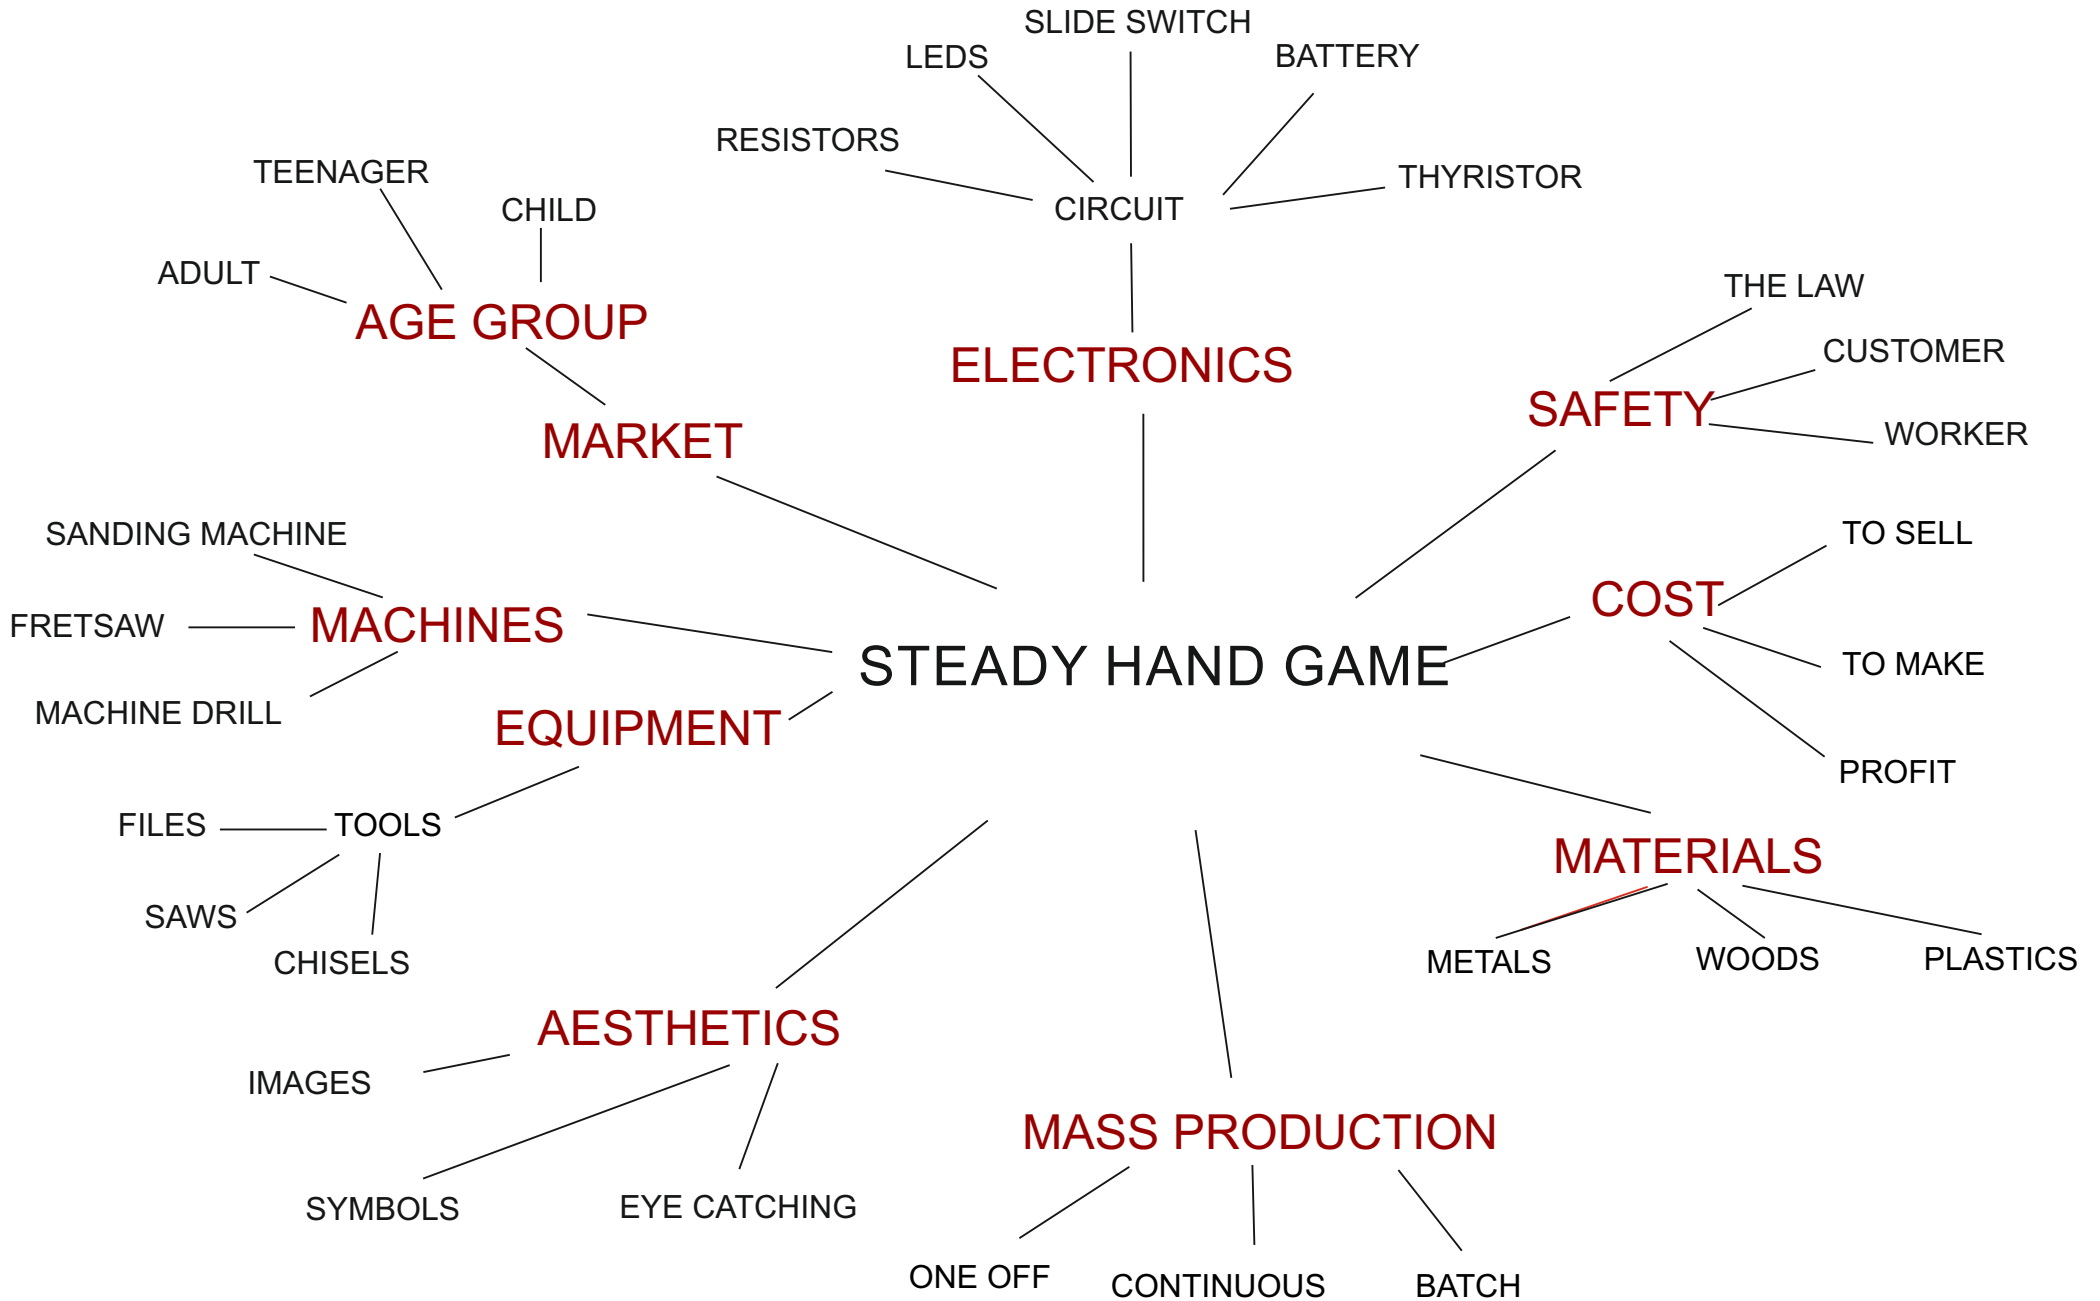 SLIDE SWITCH
LEDS
BATTERY
RESISTORS
THYRISTOR
CIRCUIT
TEENAGER
CHILD
ADULT
AGE GROUP
ELECTRONICS
MARKET
THE LAW
CUSTOMER
SAFETY
WORKER
SANDING MACHINE
FRETSAW
MACHINES
MACHINE DRILL
STEADY HAND GAME
TO SELL
COST
TO MAKE
PROFIT
EQUIPMENT
FILES
TOOLS
SAWS
CHISELS
MATERIALS
METALS
WOODS
PLASTICS
AESTHETICS
IMAGES
SYMBOLS
EYE CATCHING
MASS PRODUCTION
ONE OFF
CONTINUOUS
BATCH